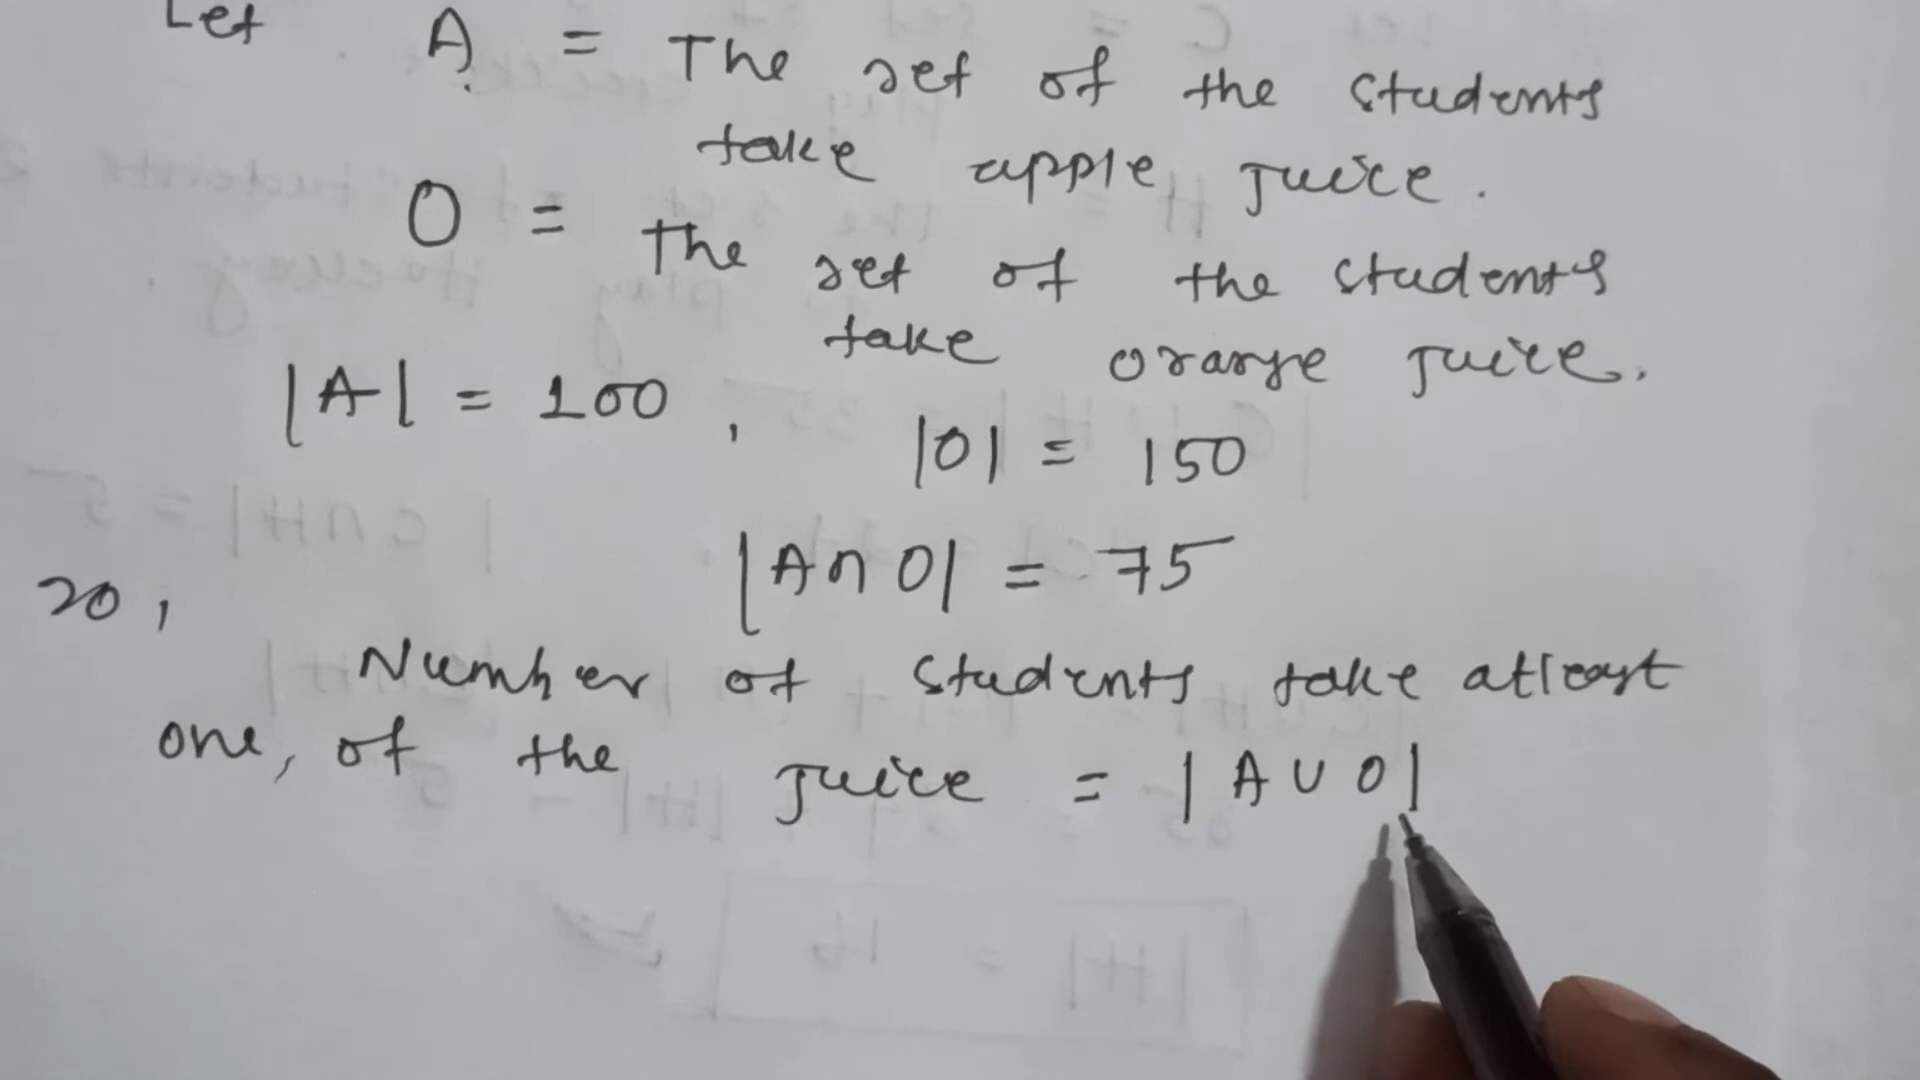 Let A = The set of the students
take apple juice.
O = the set of the students
take orange juice.
|A| = 100, |O| = 150
|A∩O| = 75
so,
Number of students take atleast
one, of the juice = |A∪O|